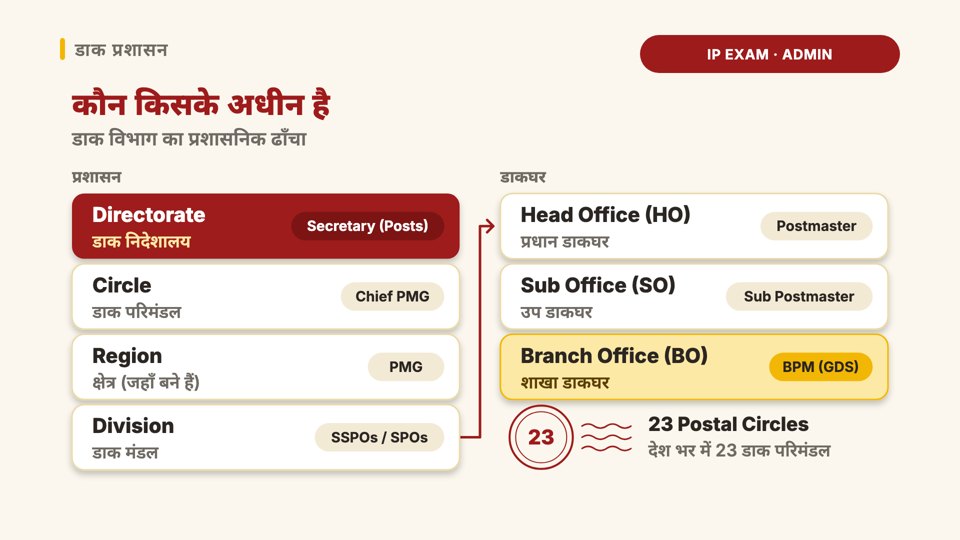 डाक प्रशासन
IP EXAM · ADMIN
कौन किसके अधीन है
डाक विभाग का प्रशासनिक ढाँचा
प्रशासन
Directorate
डाक निदेशालय
Secretary (Posts)
Circle
डाक परिमंडल
Chief PMG
Region
क्षेत्र (जहाँ बने हैं)
PMG
Division
डाक मंडल
SSPOs / SPOs
डाकघर
Head Office (HO)
प्रधान डाकघर
Postmaster
Sub Office (SO)
उप डाकघर
Sub Postmaster
Branch Office (BO)
शाखा डाकघर
BPM (GDS)
23
23 Postal Circles
देश भर में 23 डाक परिमंडल